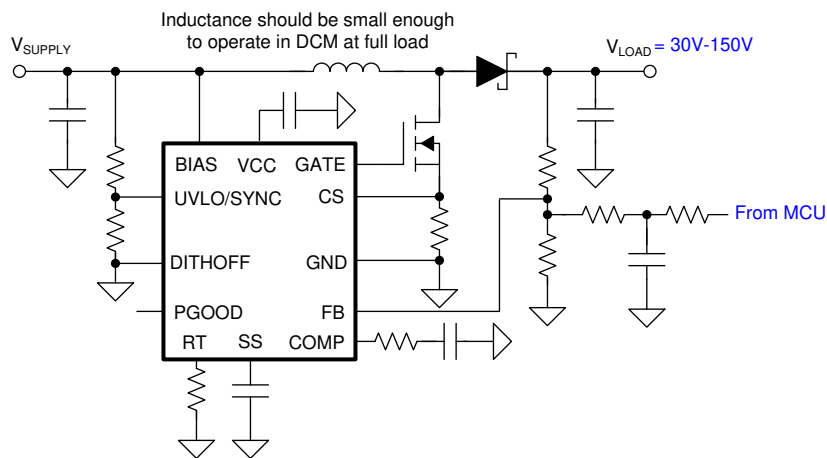 Inductance should be small enough
to operate in DCM at full load
VSUPPLY
VLOAD = 30V-150V
BIAS
VCC
GATE
UVLO/SYNC
CS
From MCU
DITHOFF
GND
PGOOD
FB
RT
SS
COMP